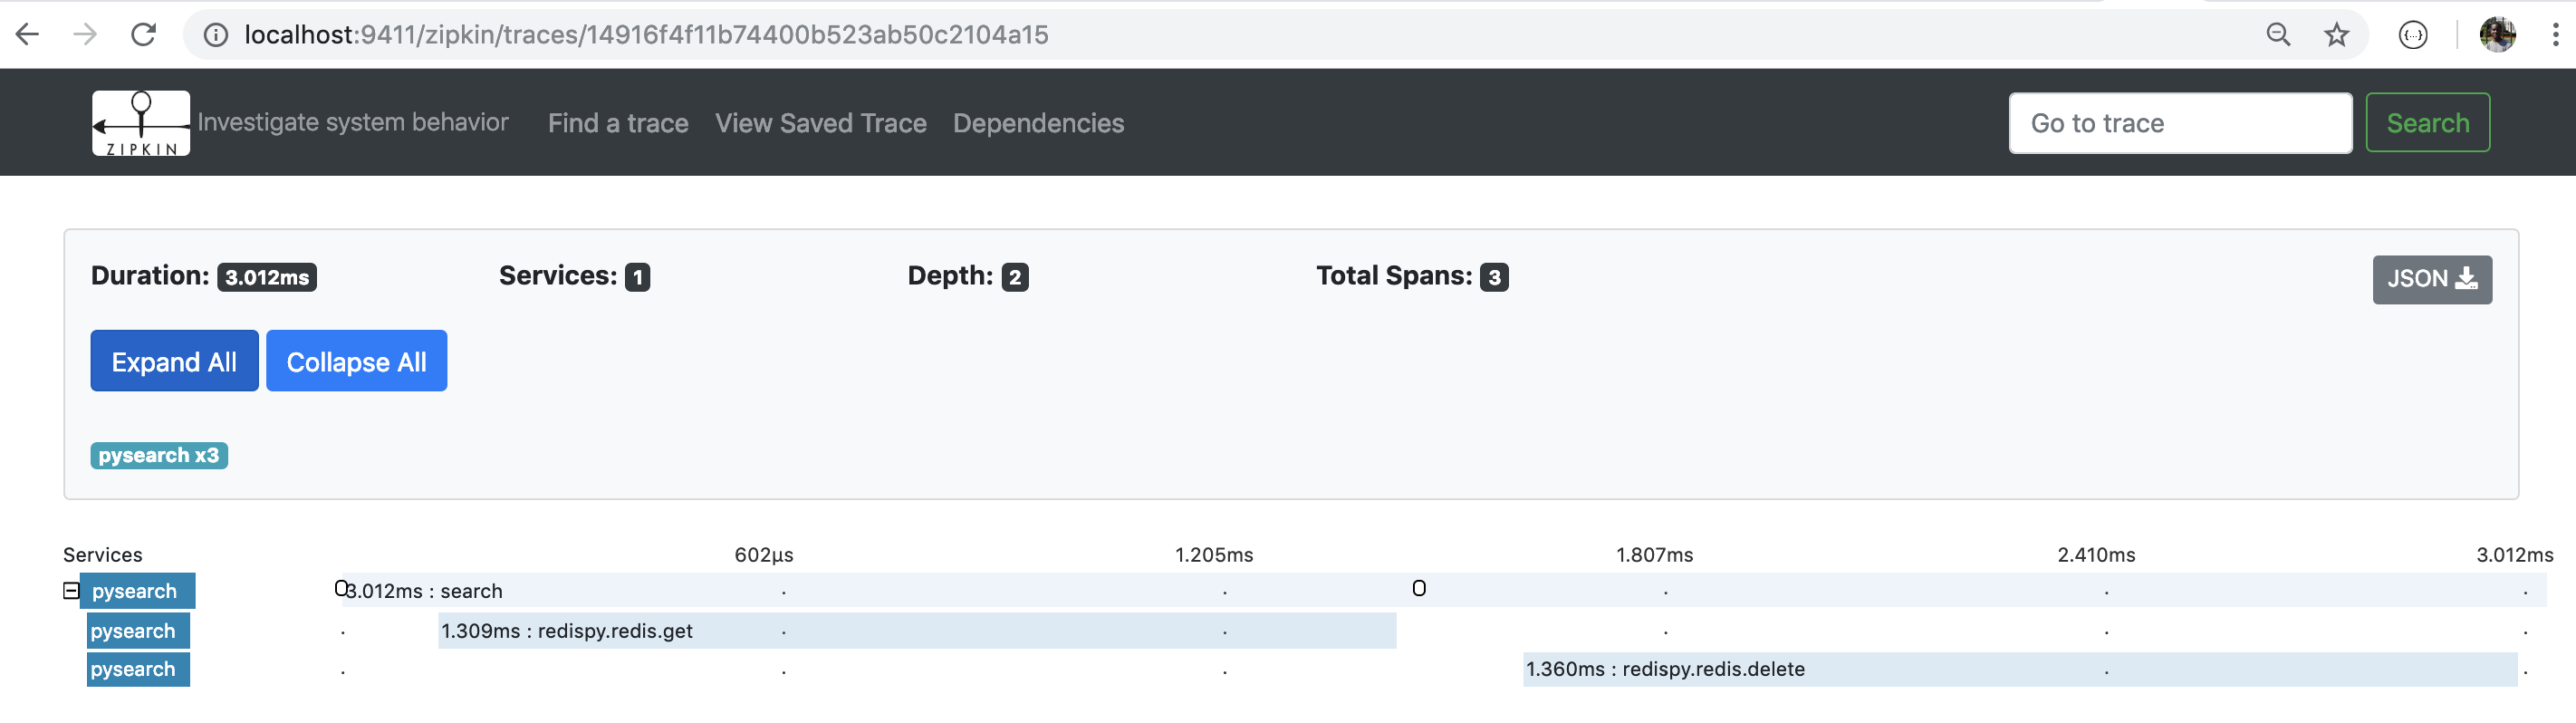 localhost:9411/zipkin/traces/14916f4f11b74400b523ab50c2104a15
ZIPKIN Investigate system behavior Find a trace View Saved Trace Dependencies Go to trace Search
Duration: 3.012ms Services: 1 Depth: 2 Total Spans: 3 JSON
Expand All Collapse All
pysearch x3
Services 602µs 1.205ms 1.807ms 2.410ms 3.012ms
pysearch 3.012ms : search
pysearch 1.309ms : redispy.redis.get
pysearch 1.360ms : redispy.redis.delete